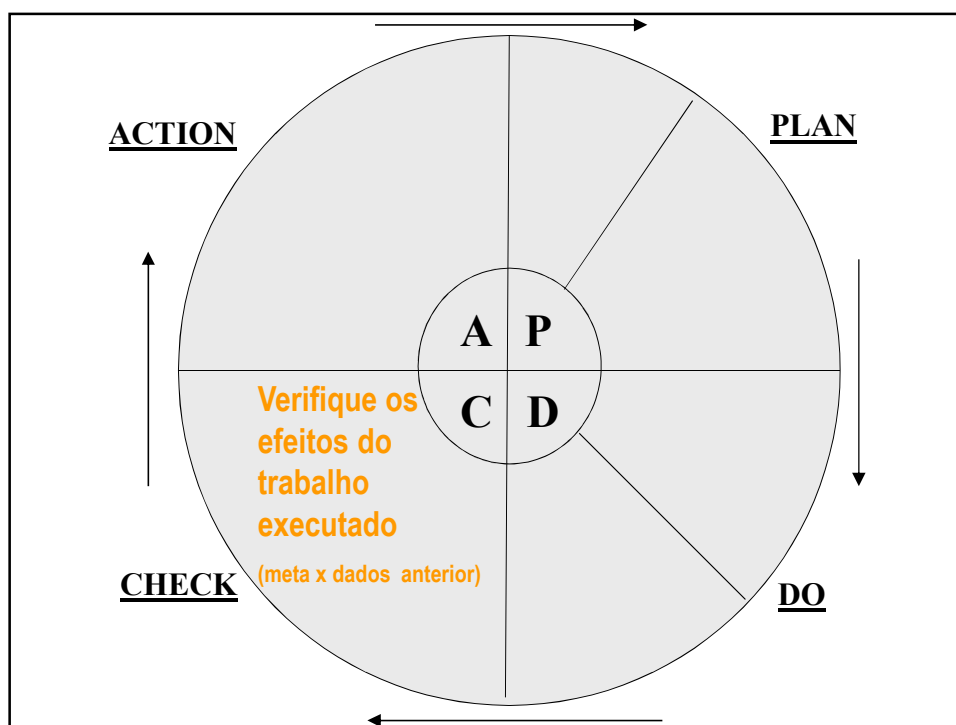 ACTION
PLAN
A P
C D
Verifique os
efeitos do
trabalho
executado
(meta x dados anterior)
CHECK
DO